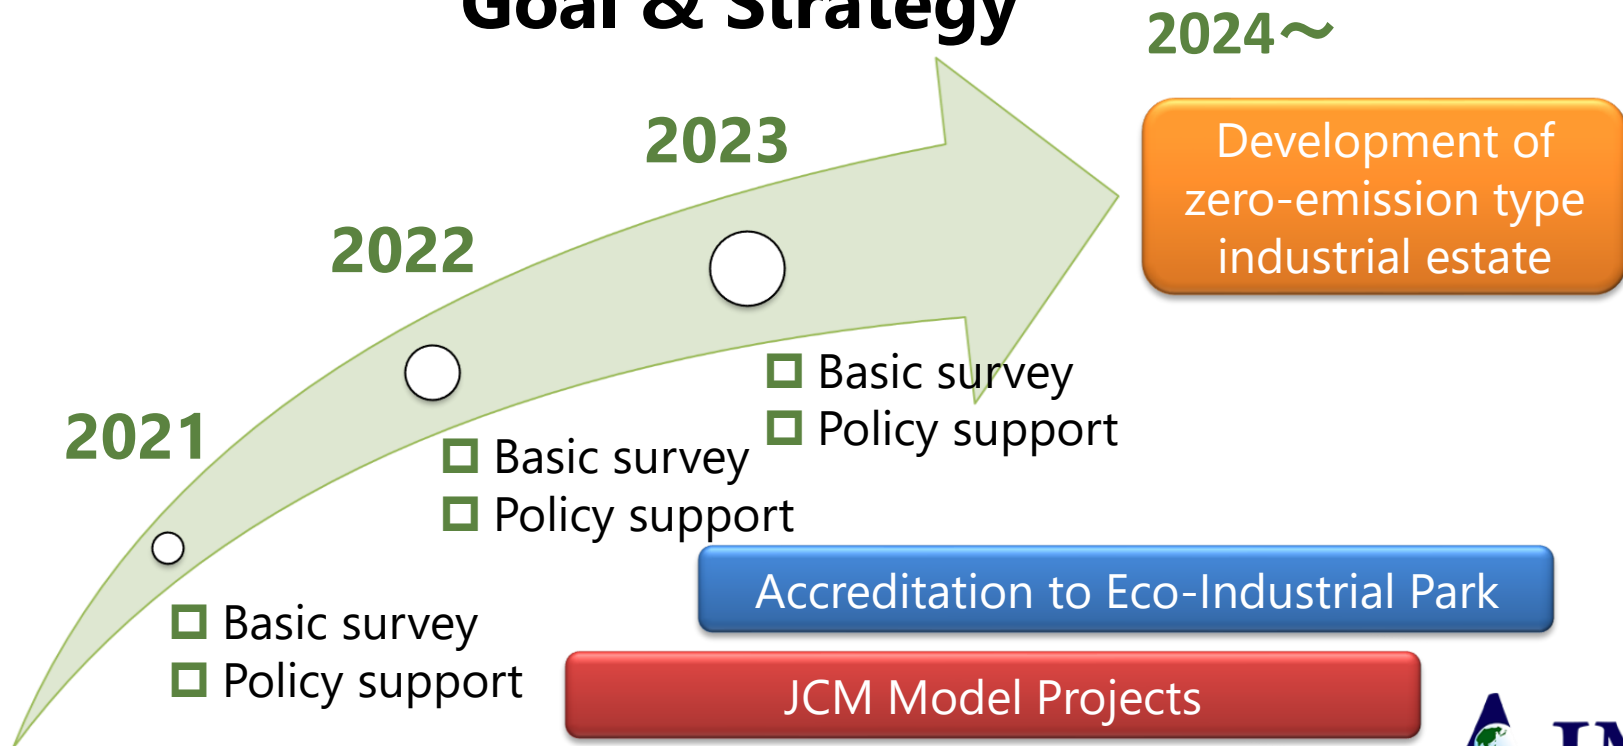 Goal & Strategy
2024～
2023
Development of
zero-emission type
industrial estate
2022
2021
Basic survey
Policy support
Basic survey
Policy support
Basic survey
Policy support
Accreditation to Eco-Industrial Park
JCM Model Projects